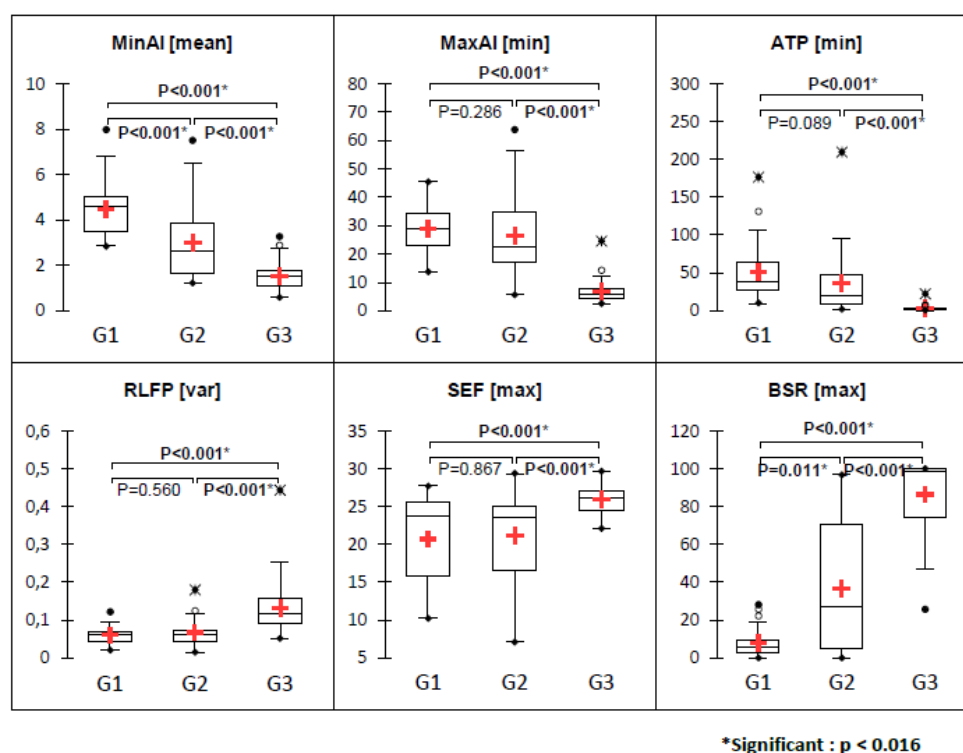 MinAI [mean]
10
8
6
4
2
0
P<0.001*
P<0.001*
P<0.001*
G1
G2
G3
MaxAI [min]
80
70
60
50
40
30
20
10
0
P<0.001*
P=0.286
P<0.001*
G1
G2
G3
ATP [min]
300
250
200
150
100
50
0
P<0.001*
P=0.089
P<0.001*
G1
G2
G3
RLFP [var]
0,6
0,5
0,4
0,3
0,2
0,1
0
P<0.001*
P=0.560
P<0.001*
G1
G2
G3
SEF [max]
35
30
25
20
15
10
5
P<0.001*
P=0.867
P<0.001*
G1
G2
G3
BSR [max]
120
100
80
60
40
20
0
P<0.001*
P=0.011*
P<0.001*
G1
G2
G3
*Significant : p < 0.016